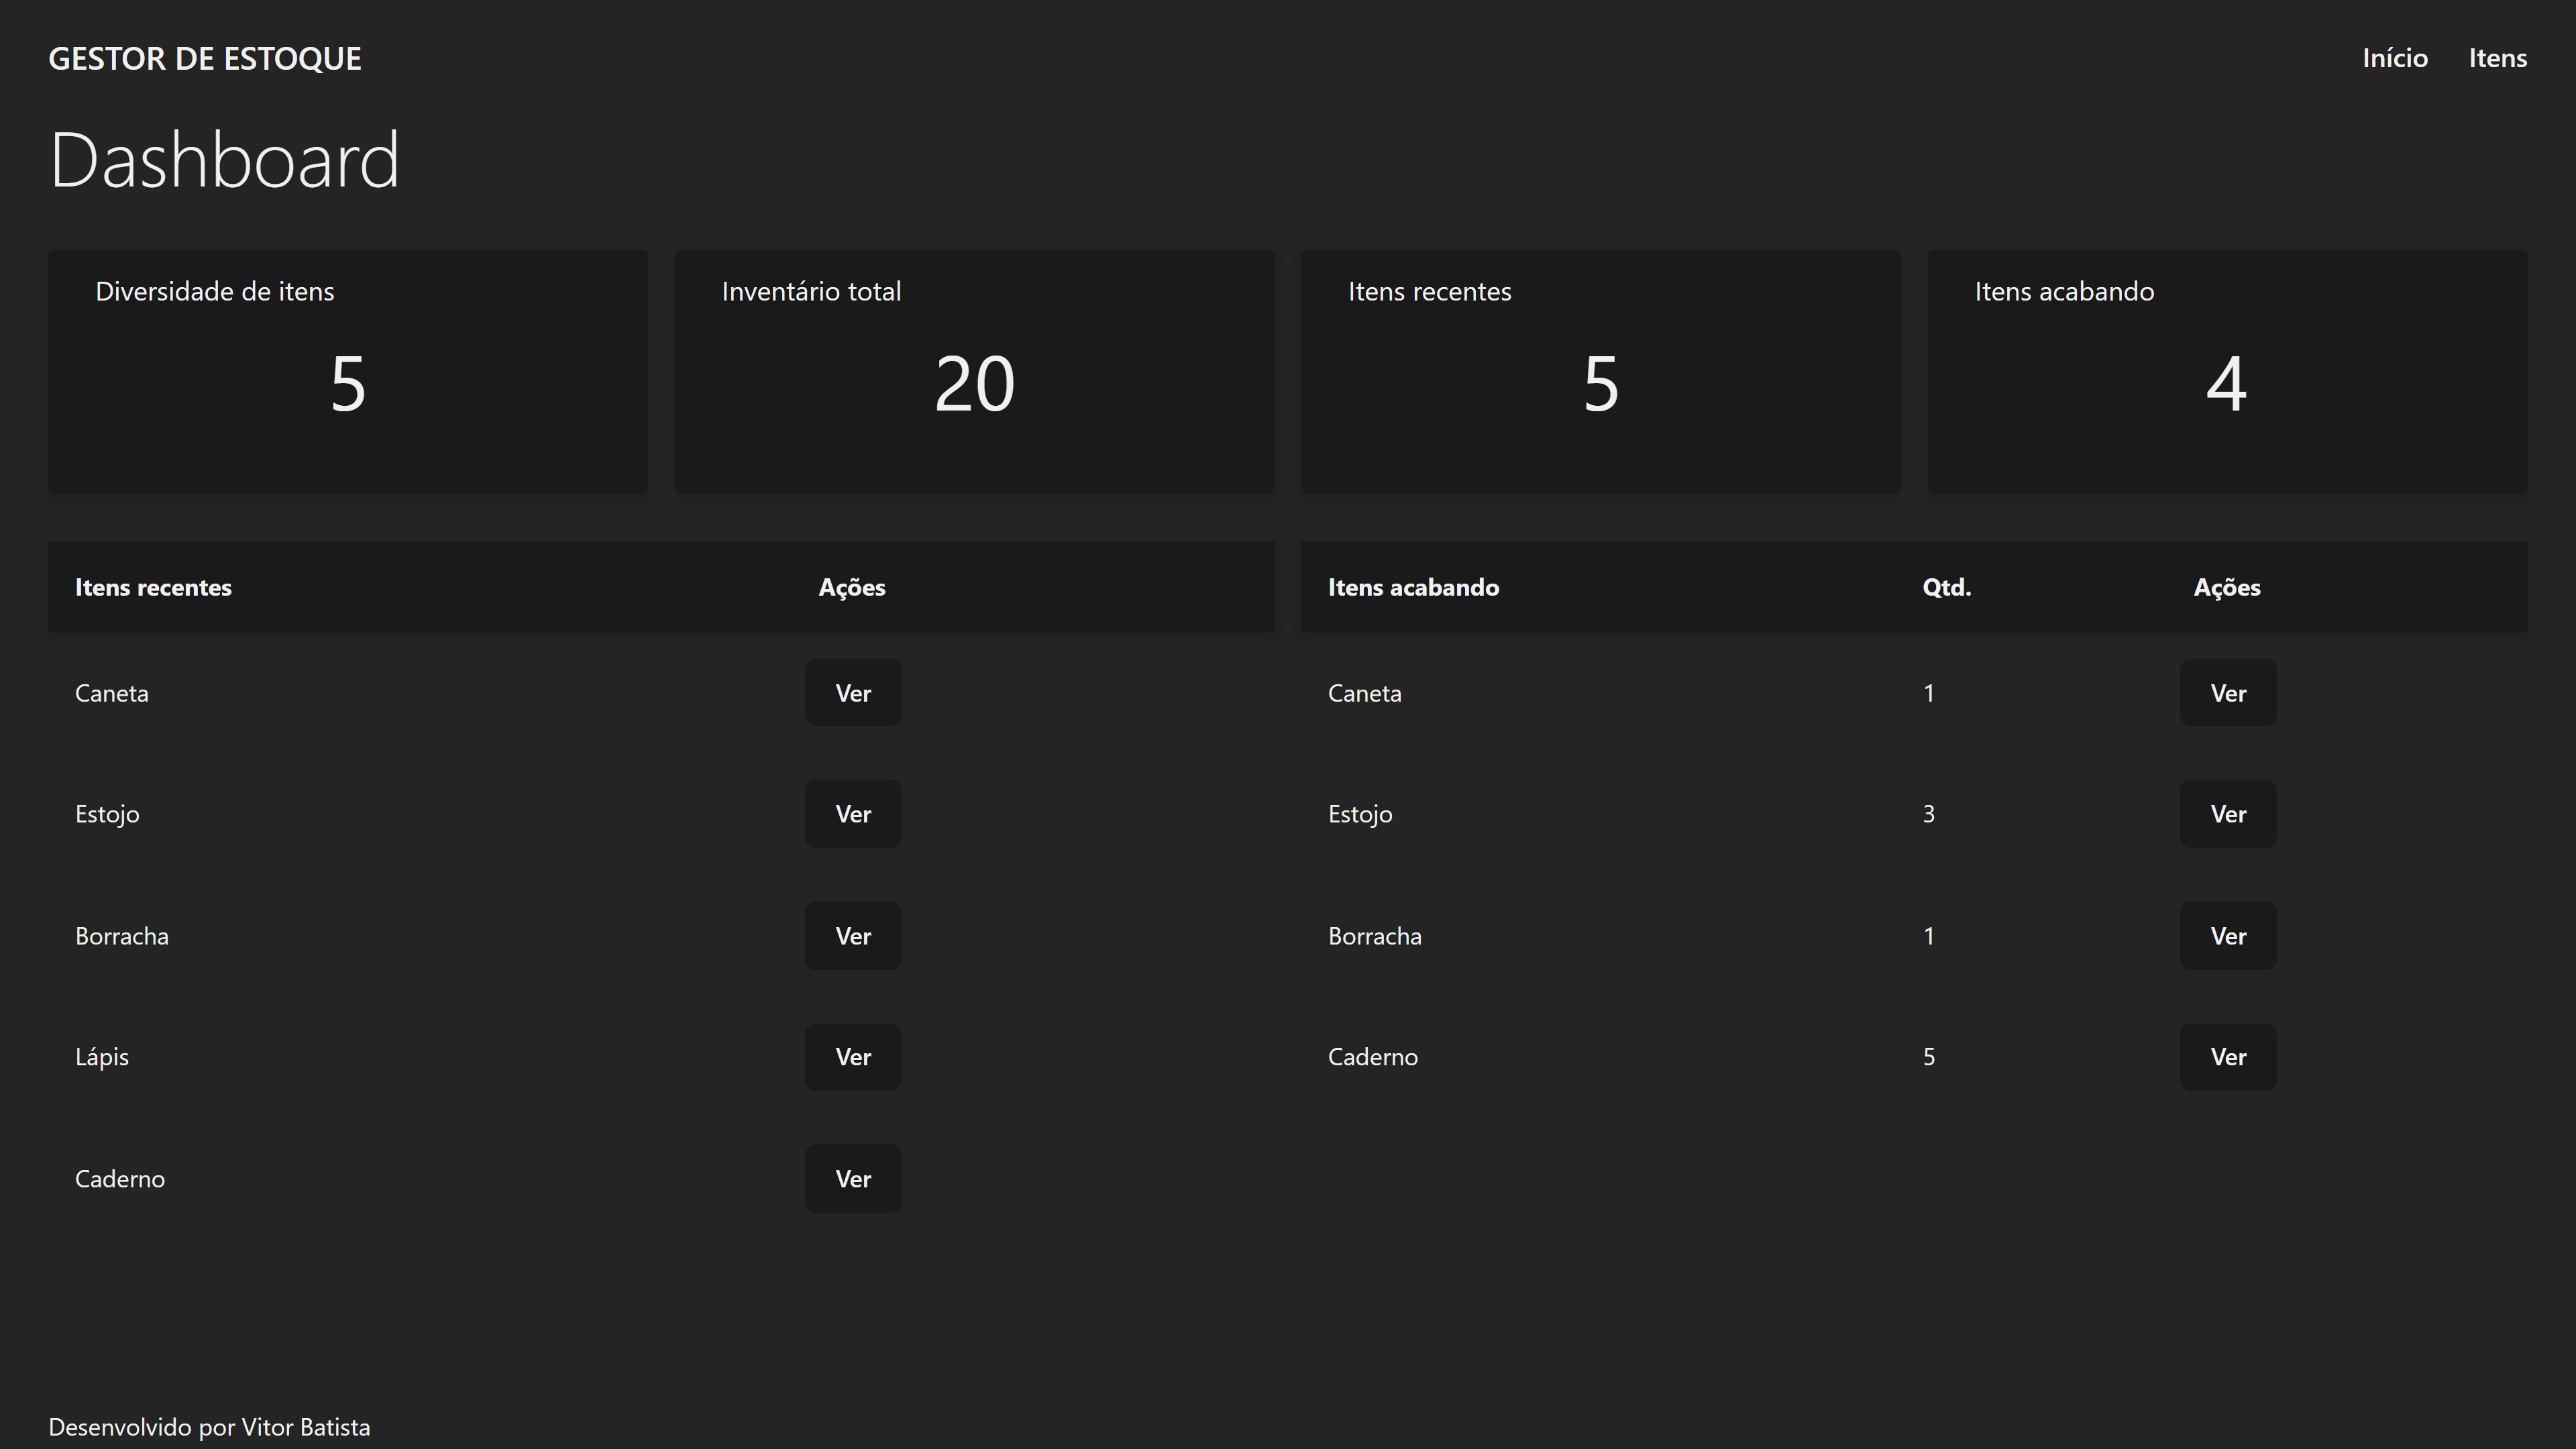 GESTOR DE ESTOQUE
Início Itens
Dashboard
Diversidade de itens
5
Inventário total
20
Itens recentes
5
Itens acabando
4
Itens recentes Ações
Caneta Ver
Estojo Ver
Borracha Ver
Lápis Ver
Caderno Ver
Itens acabando Qtd. Ações
Caneta 1 Ver
Estojo 3 Ver
Borracha 1 Ver
Caderno 5 Ver
Desenvolvido por Vitor Batista